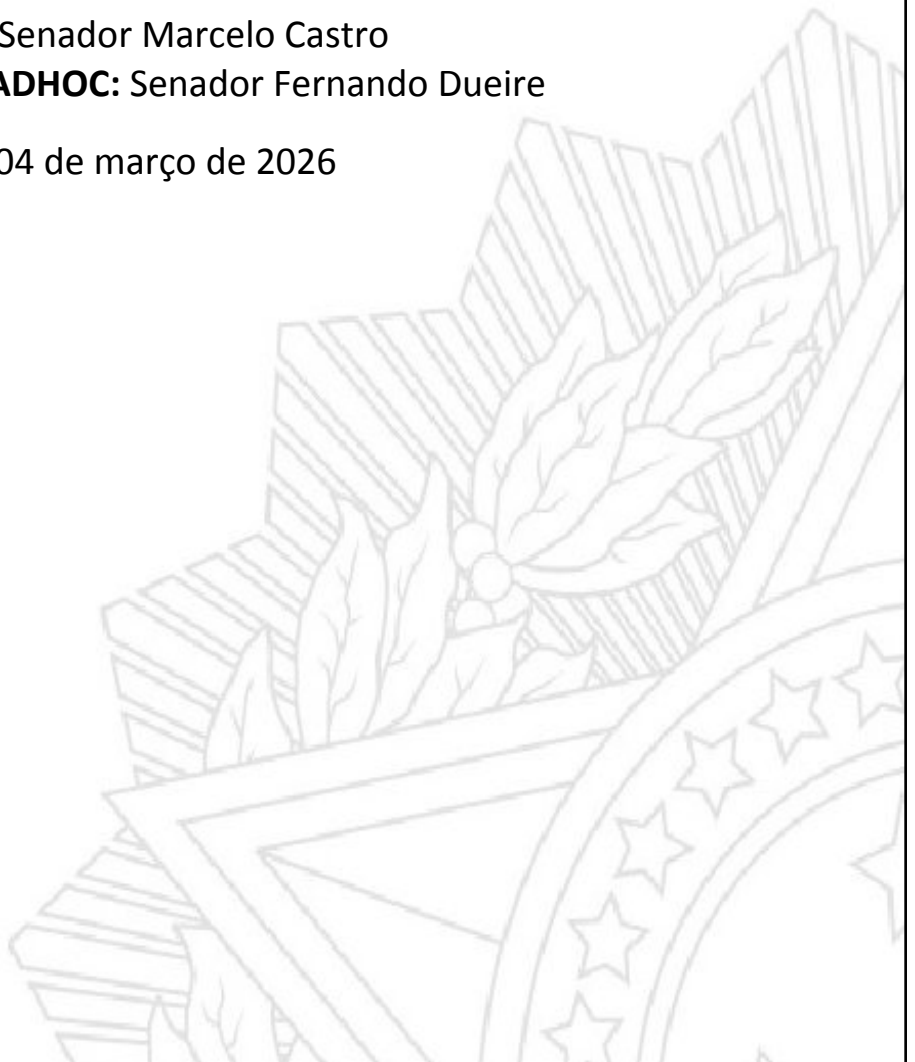 Senador Marcelo Castro
ADHOC: Senador Fernando Dueire
04 de março de 2026